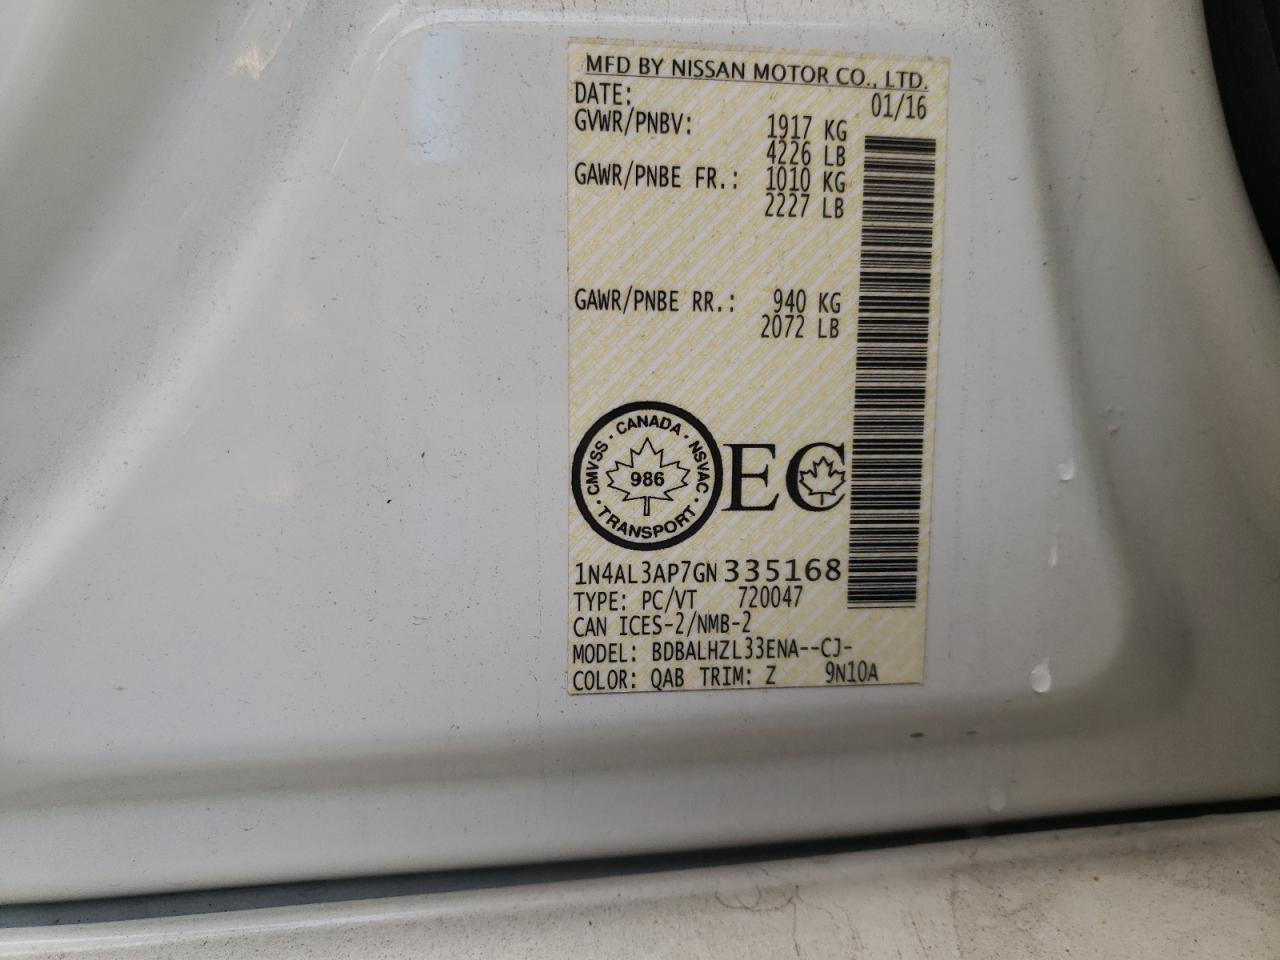 MFD BY NISSAN MOTOR CO., LTD.
DATE: 01/16
GVWR/PNBV: 1917 KG
4226 LB
GAWR/PNBE FR.: 1010 KG
2227 LB
GAWR/PNBE RR.: 940 KG
2072 LB
CMVSS · CANADA · NSVAC · TRANSPORT ·
986
EC
1N4AL3AP7GN335168
TYPE: PC/VT 720047
CAN ICES-2/NMB-2
MODEL: BDBALHZL33ENA--CJ-
COLOR: QAB TRIM: Z 9N10A